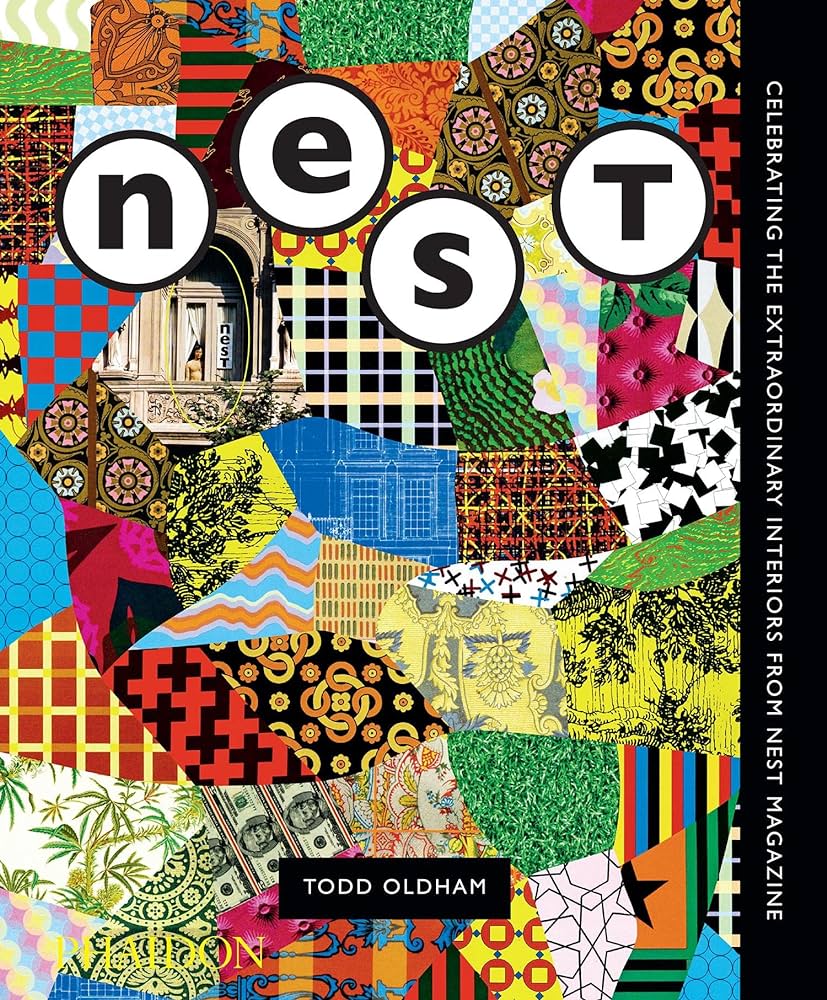 nesT
nesT
CELEBRATING THE EXTRAORDINARY INTERIORS FROM NEST MAGAZINE
TODD OLDHAM
PHAIDON